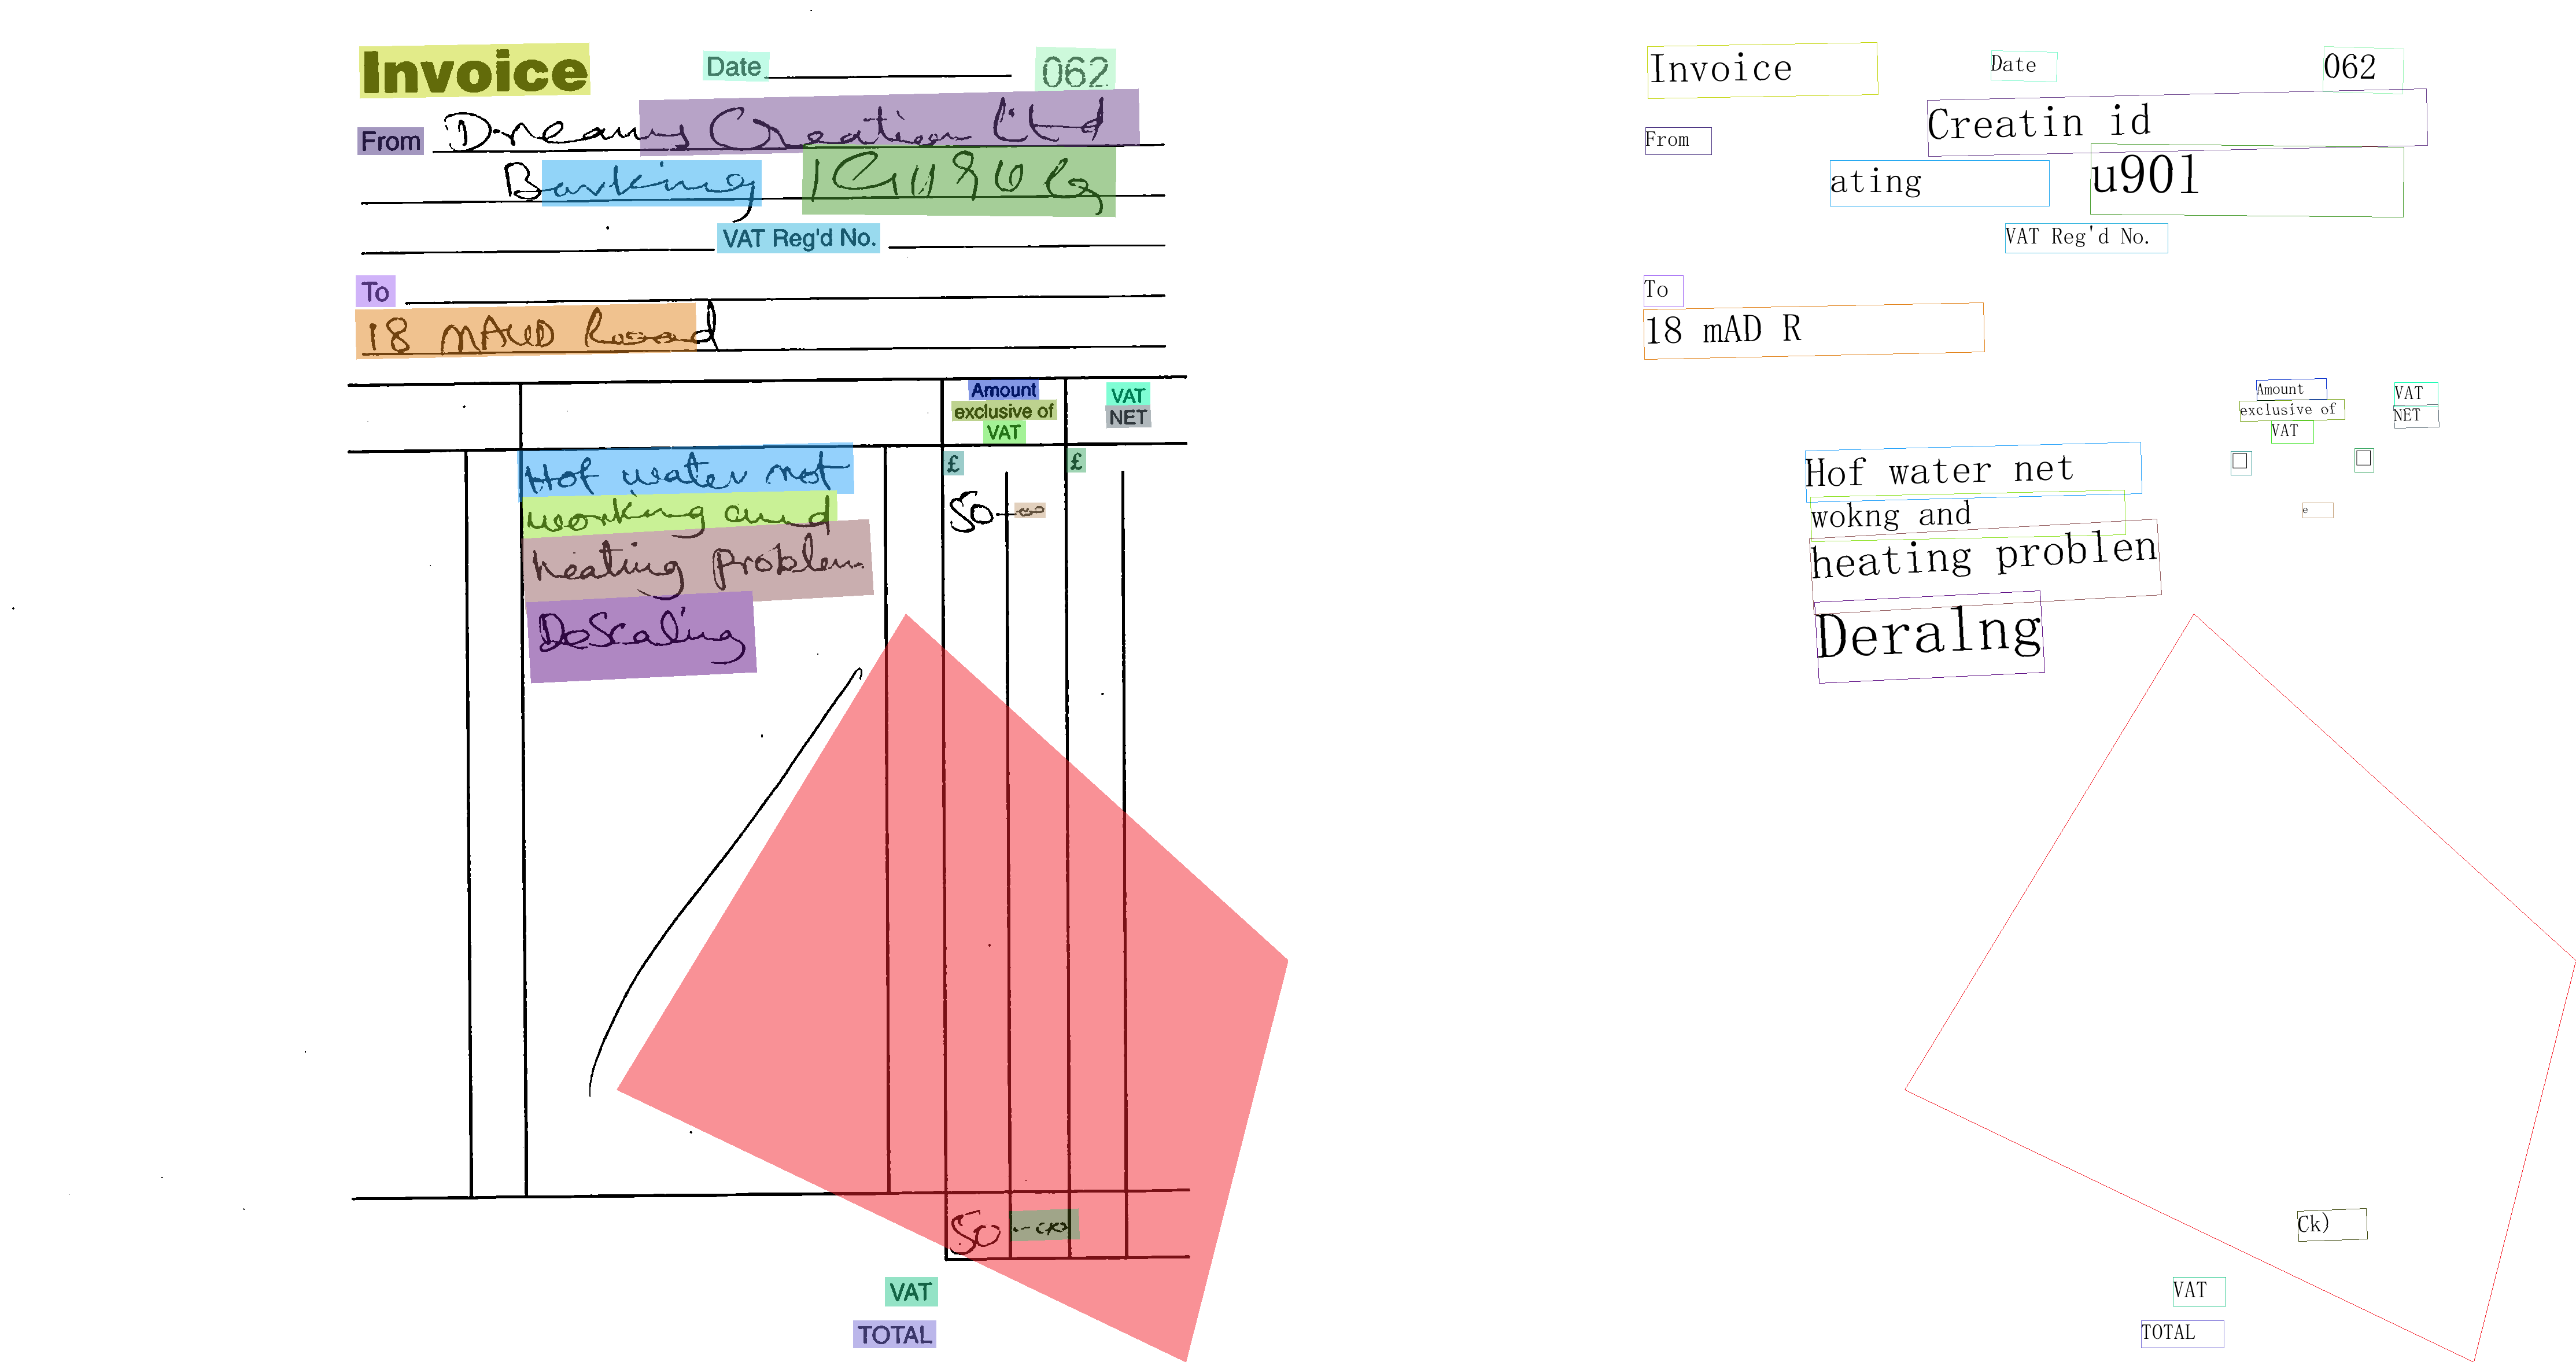 Invoice Date 062
From Dreams Creation Ltd
Barking IG11 8UG
VAT Reg'd No.
To
18 MAUD Road
Amount exclusive of VAT
VAT NET
£ £
Hot water not 50-00
working and
heating problem
DeScaling
50-00
VAT
TOTAL
Invoice Date 062
From Creatin id
ating u90l
VAT Reg'd No.
To
18 mAD R
Amount exclusive of VAT
VAT NET
Hof water net
wokng and e
heating problen
Deralng
Ck)
VAT
TOTAL